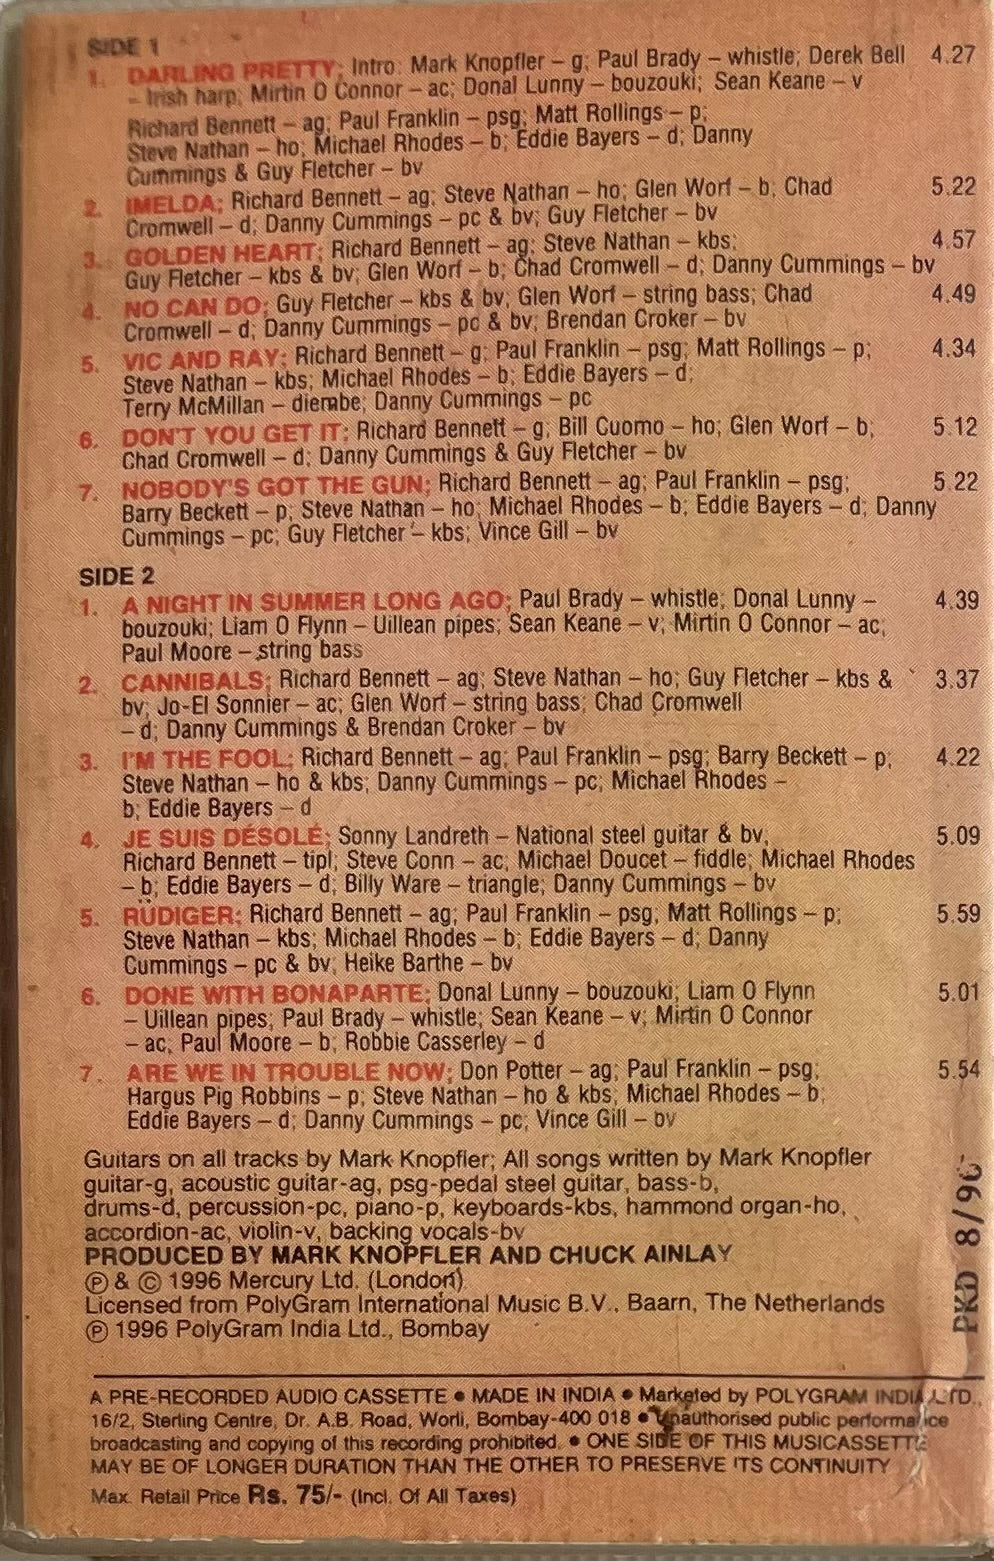 SIDE 1
1. DARLING PRETTY; Intro: Mark Knopfler – g; Paul Brady – whistle; Derek Bell 4.27
– Irish harp; Mirtin O Connor – ac; Donal Lunny – bouzouki; Sean Keane – v
Richard Bennett – ag; Paul Franklin – psg; Matt Rollings – p;
Steve Nathan – ho; Michael Rhodes – b; Eddie Bayers – d; Danny
Cummings & Guy Fletcher – bv
2. IMELDA; Richard Bennett – ag; Steve Nathan – ho; Glen Worf – b; Chad 5.22
Cromwell – d; Danny Cummings – pc & bv; Guy Fletcher – bv
3. GOLDEN HEART; Richard Bennett – ag; Steve Nathan – kbs; 4.57
Guy Fletcher – kbs & bv; Glen Worf – b; Chad Cromwell – d; Danny Cummings – bv
4. NO CAN DO; Guy Fletcher – kbs & bv; Glen Worf – string bass; Chad 4.49
Cromwell – d; Danny Cummings – pc & bv; Brendan Croker – bv
5. VIC AND RAY; Richard Bennett – g; Paul Franklin – psg; Matt Rollings – p; 4.34
Steve Nathan – kbs; Michael Rhodes – b; Eddie Bayers – d;
Terry McMillan – diembe; Danny Cummings – pc
6. DON'T YOU GET IT; Richard Bennett – g; Bill Cuomo – ho; Glen Worf – b; 5.12
Chad Cromwell – d; Danny Cummings & Guy Fletcher – bv
7. NOBODY'S GOT THE GUN; Richard Bennett – ag; Paul Franklin – psg; 5.22
Barry Beckett – p; Steve Nathan – ho; Michael Rhodes – b; Eddie Bayers – d; Danny
Cummings – pc; Guy Fletcher – kbs; Vince Gill – bv
SIDE 2
1. A NIGHT IN SUMMER LONG AGO; Paul Brady – whistle; Donal Lunny – 4.39
bouzouki; Liam O Flynn – Uillean pipes; Sean Keane – v; Mirtin O Connor – ac;
Paul Moore – string bass
2. CANNIBALS; Richard Bennett – ag; Steve Nathan – ho; Guy Fletcher – kbs & 3.37
bv; Jo-El Sonnier – ac; Glen Worf – string bass; Chad Cromwell
– d; Danny Cummings & Brendan Croker – bv
3. I'M THE FOOL; Richard Bennett – ag; Paul Franklin – psg; Barry Beckett – p; 4.22
Steve Nathan – ho & kbs; Danny Cummings – pc; Michael Rhodes –
b; Eddie Bayers – d
4. JE SUIS DÉSOLÉ; Sonny Landreth – National steel guitar & bv, 5.09
Richard Bennett – tipl; Steve Conn – ac; Michael Doucet – fiddle; Michael Rhodes
– b; Eddie Bayers – d; Billy Ware – triangle; Danny Cummings – bv
5. RÜDIGER; Richard Bennett – ag; Paul Franklin – psg; Matt Rollings – p; 5.59
Steve Nathan – kbs; Michael Rhodes – b; Eddie Bayers – d; Danny
Cummings – pc & bv; Heike Barthe – bv
6. DONE WITH BONAPARTE; Donal Lunny – bouzouki; Liam O Flynn 5.01
– Uillean pipes; Paul Brady – whistle; Sean Keane – v; Mirtin O Connor
– ac; Paul Moore – b; Robbie Casserley – d
7. ARE WE IN TROUBLE NOW; Don Potter – ag; Paul Franklin – psg; 5.54
Hargus Pig Robbins – p; Steve Nathan – ho & kbs; Michael Rhodes – b;
Eddie Bayers – d; Danny Cummings – pc; Vince Gill – bv
Guitars on all tracks by Mark Knopfler; All songs written by Mark Knopfler
guitar-g, acoustic guitar-ag, psg-pedal steel guitar, bass-b,
drums-d, percussion-pc, piano-p, keyboards-kbs, hammond organ-ho,
accordion-ac, violin-v, backing vocals-bv
PRODUCED BY MARK KNOPFLER AND CHUCK AINLAY
Ⓟ & © 1996 Mercury Ltd. (London)
Licensed from PolyGram International Music B.V., Baarn, The Netherlands
Ⓟ 1996 PolyGram India Ltd., Bombay
PKD 8/96
A PRE-RECORDED AUDIO CASSETTE ● MADE IN INDIA ● Marketed by POLYGRAM INDIA LTD.,
16/2, Sterling Centre, Dr. A.B. Road, Worli, Bombay-400 018 ● Unauthorised public performance
broadcasting and copying of this recording prohibited. ● ONE SIDE OF THIS MUSICASSETTE
MAY BE OF LONGER DURATION THAN THE OTHER TO PRESERVE ITS CONTINUITY
Max. Retail Price Rs. 75/- (Incl. Of All Taxes)